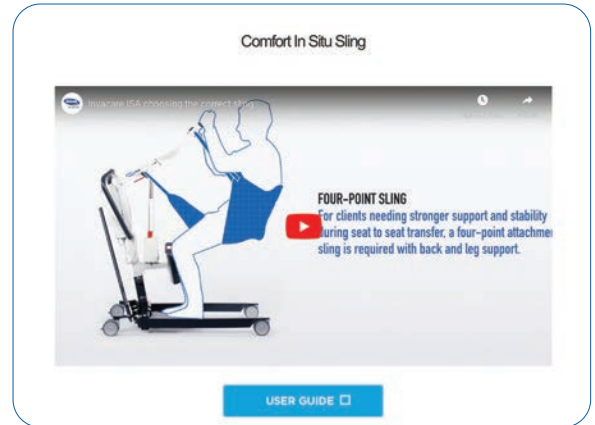 Comfort In Situ Sling
Invacare ISA choosing the correct sling
FOUR-POINT SLING
For clients needing stronger support and stability
during seat to seat transfer, a four-point attachmen
sling is required with back and leg support.
USER GUIDE